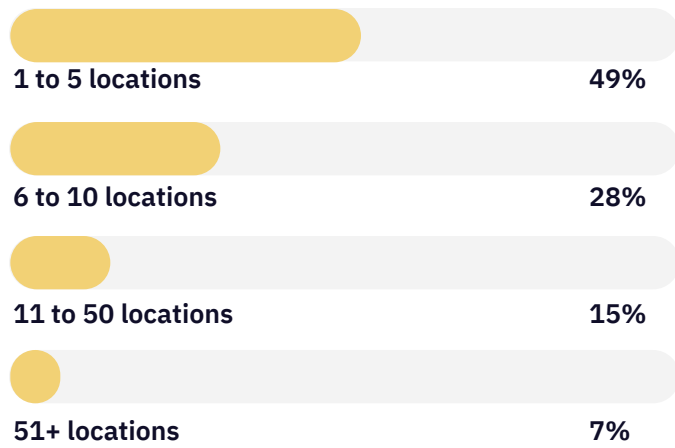 1 to 5 locations 49%
6 to 10 locations 28%
11 to 50 locations 15%
51+ locations 7%